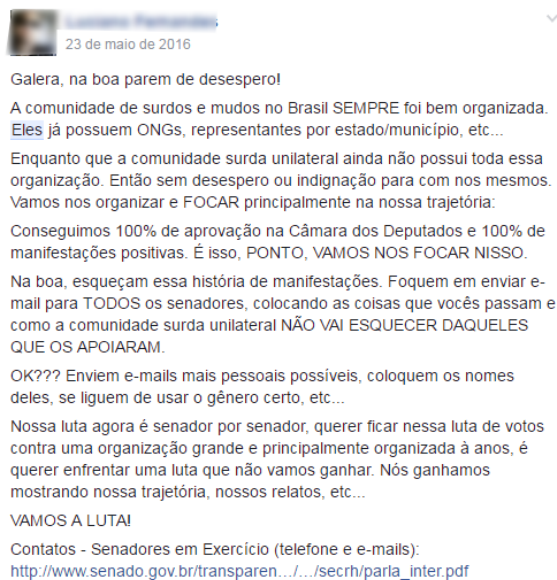 23 de maio de 2016
Galera, na boa parem de desespero!
A comunidade de surdos e mudos no Brasil SEMPRE foi bem organizada.
Eles já possuem ONGs, representantes por estado/município, etc...
Enquanto que a comunidade surda unilateral ainda não possui toda essa
organização. Então sem desespero ou indignação para com nos mesmos.
Vamos nos organizar e FOCAR principalmente na nossa trajetória:
Conseguimos 100% de aprovação na Câmara dos Deputados e 100% de
manifestações positivas. É isso, PONTO, VAMOS NOS FOCAR NISSO.
Na boa, esqueçam essa história de manifestações. Foquem em enviar e-
mail para TODOS os senadores, colocando as coisas que vocês passam e
como a comunidade surda unilateral NÃO VAI ESQUECER DAQUELES
QUE OS APOIARAM.
OK??? Enviem e-mails mais pessoais possíveis, coloquem os nomes
deles, se liguem de usar o gênero certo, etc...
Nossa luta agora é senador por senador, querer ficar nessa luta de votos
contra uma organização grande e principalmente organizada à anos, é
querer enfrentar uma luta que não vamos ganhar. Nós ganhamos
mostrando nossa trajetória, nossos relatos, etc...
VAMOS A LUTA!
Contatos - Senadores em Exercício (telefone e e-mails):
http://www.senado.gov.br/transparen.../.../secrh/parla_inter.pdf